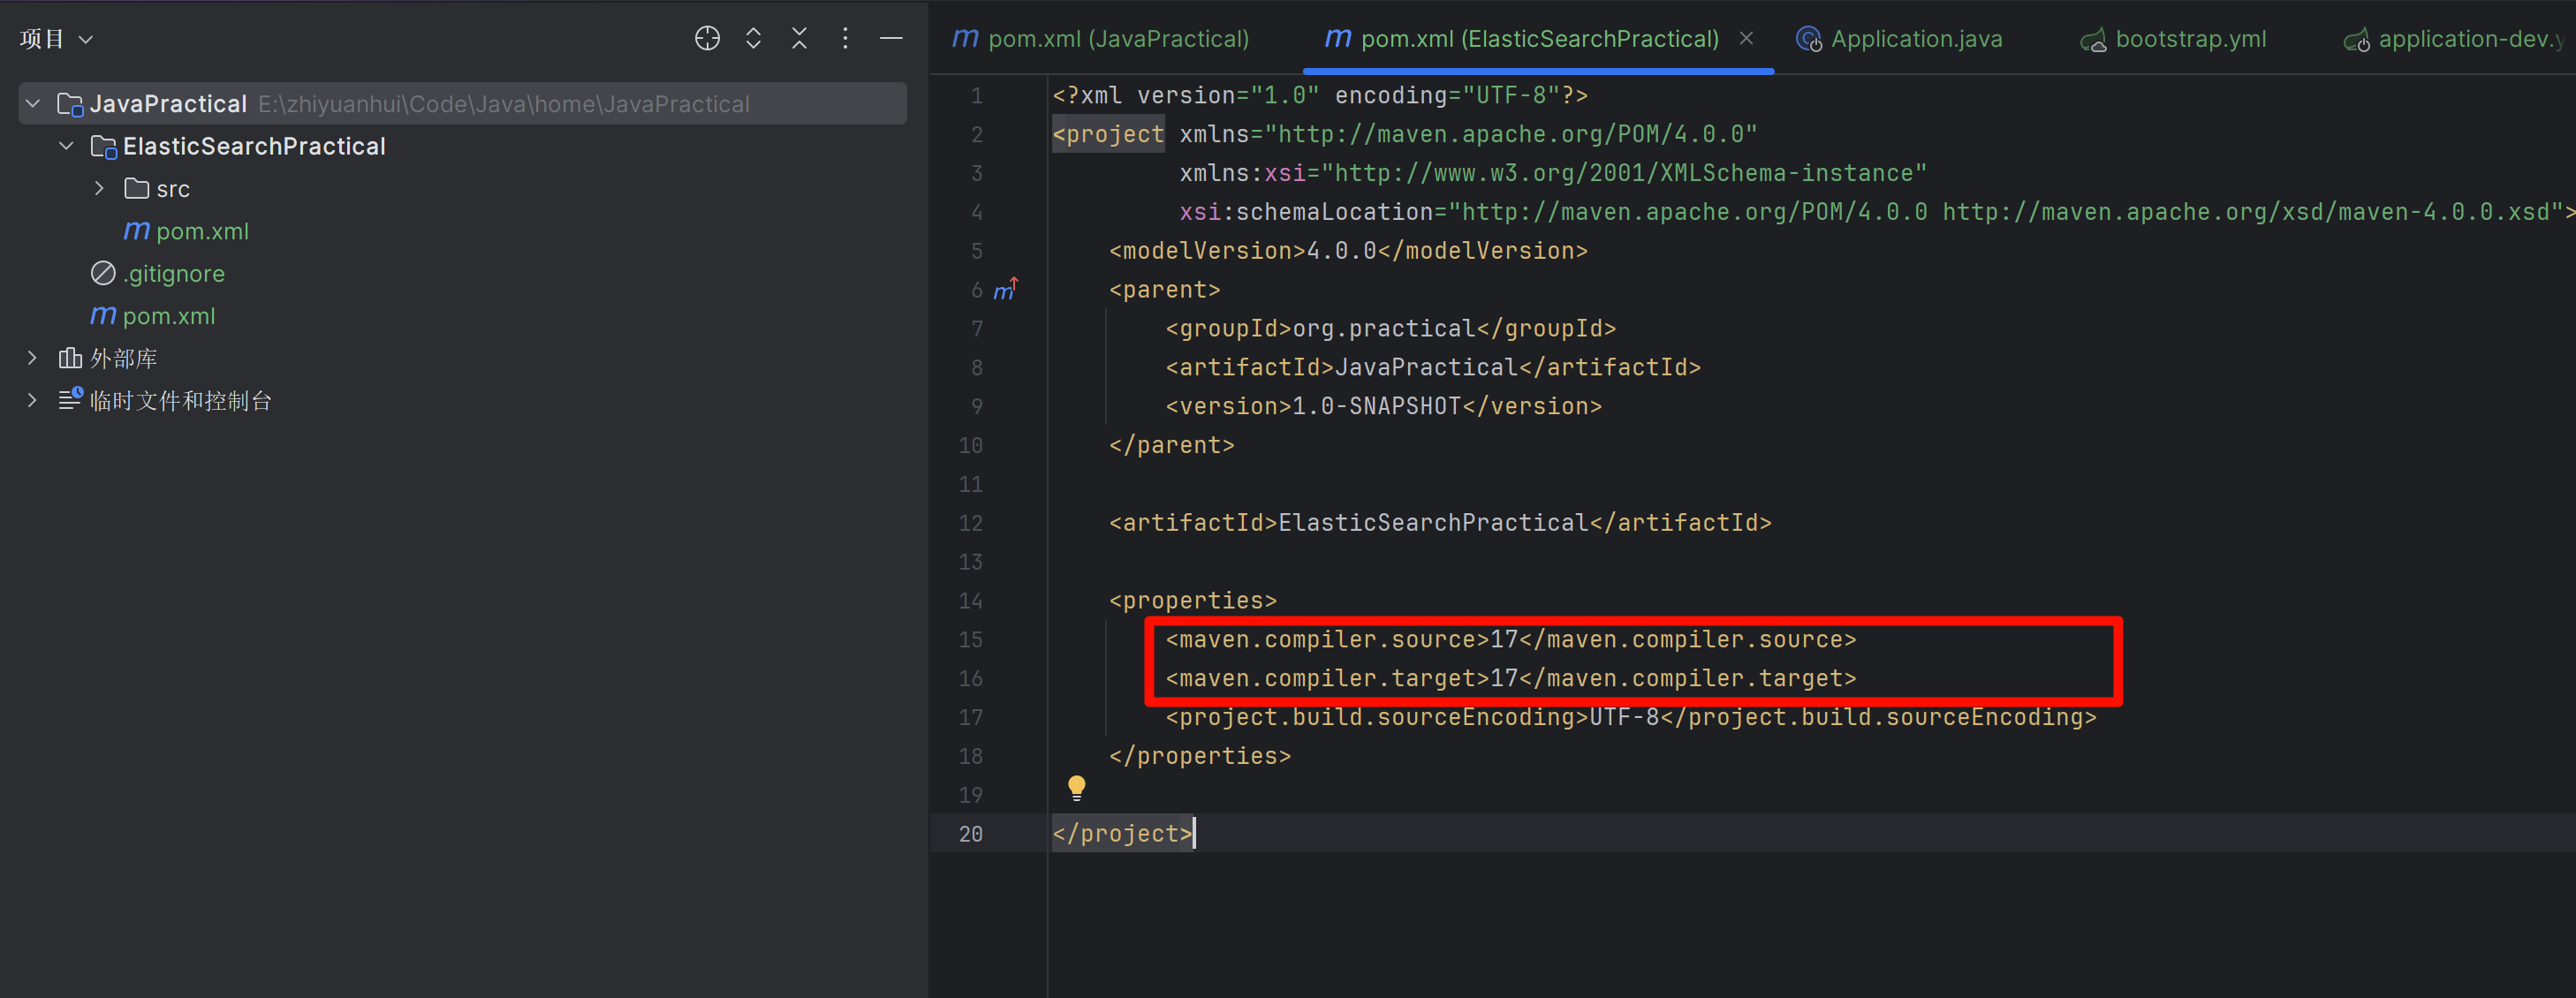 项目
JavaPractical E:\zhiyuanhui\Code\Java\home\JavaPractical
ElasticSearchPractical
src
pom.xml
.gitignore
pom.xml
外部库
临时文件和控制台
pom.xml (JavaPractical) pom.xml (ElasticSearchPractical) Application.java bootstrap.yml application-dev.y
1 <?xml version="1.0" encoding="UTF-8"?>
2 <project xmlns="http://maven.apache.org/POM/4.0.0"
3 xmlns:xsi="http://www.w3.org/2001/XMLSchema-instance"
4 xsi:schemaLocation="http://maven.apache.org/POM/4.0.0 http://maven.apache.org/xsd/maven-4.0.0.xsd">
5 <modelVersion>4.0.0</modelVersion>
6 <parent>
7 <groupId>org.practical</groupId>
8 <artifactId>JavaPractical</artifactId>
9 <version>1.0-SNAPSHOT</version>
10 </parent>
11
12 <artifactId>ElasticSearchPractical</artifactId>
13
14 <properties>
15 <maven.compiler.source>17</maven.compiler.source>
16 <maven.compiler.target>17</maven.compiler.target>
17 <project.build.sourceEncoding>UTF-8</project.build.sourceEncoding>
18 </properties>
19
20 </project>